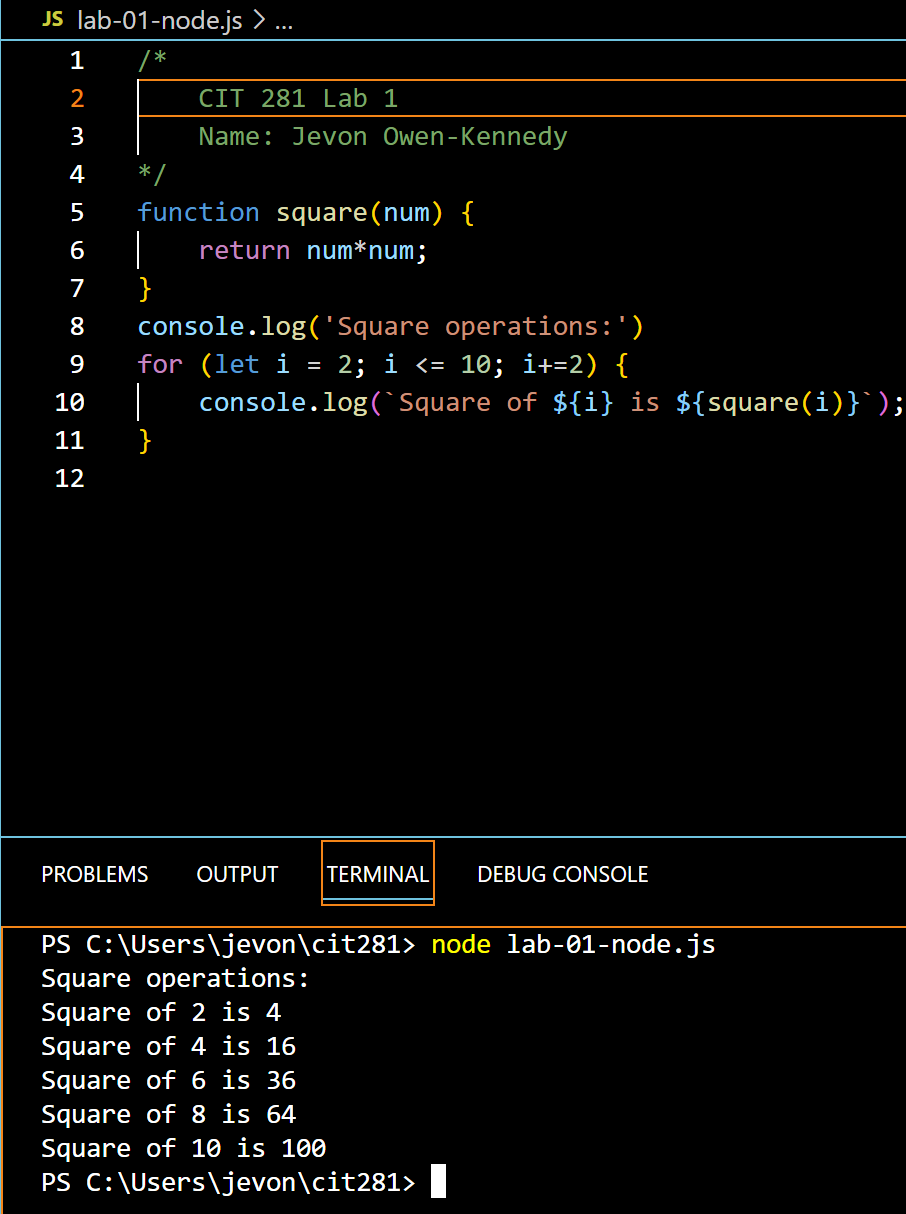 JS lab-01-node.js > ...
1 /*
2     CIT 281 Lab 1
3     Name: Jevon Owen-Kennedy
4 */
5 function square(num) {
6     return num*num;
7 }
8 console.log('Square operations:')
9 for (let i = 2; i <= 10; i+=2) {
10     console.log(`Square of ${i} is ${square(i)}`);
11 }
12
PROBLEMS OUTPUT TERMINAL DEBUG CONSOLE
PS C:\Users\jevon\cit281> node lab-01-node.js
Square operations:
Square of 2 is 4
Square of 4 is 16
Square of 6 is 36
Square of 8 is 64
Square of 10 is 100
PS C:\Users\jevon\cit281>